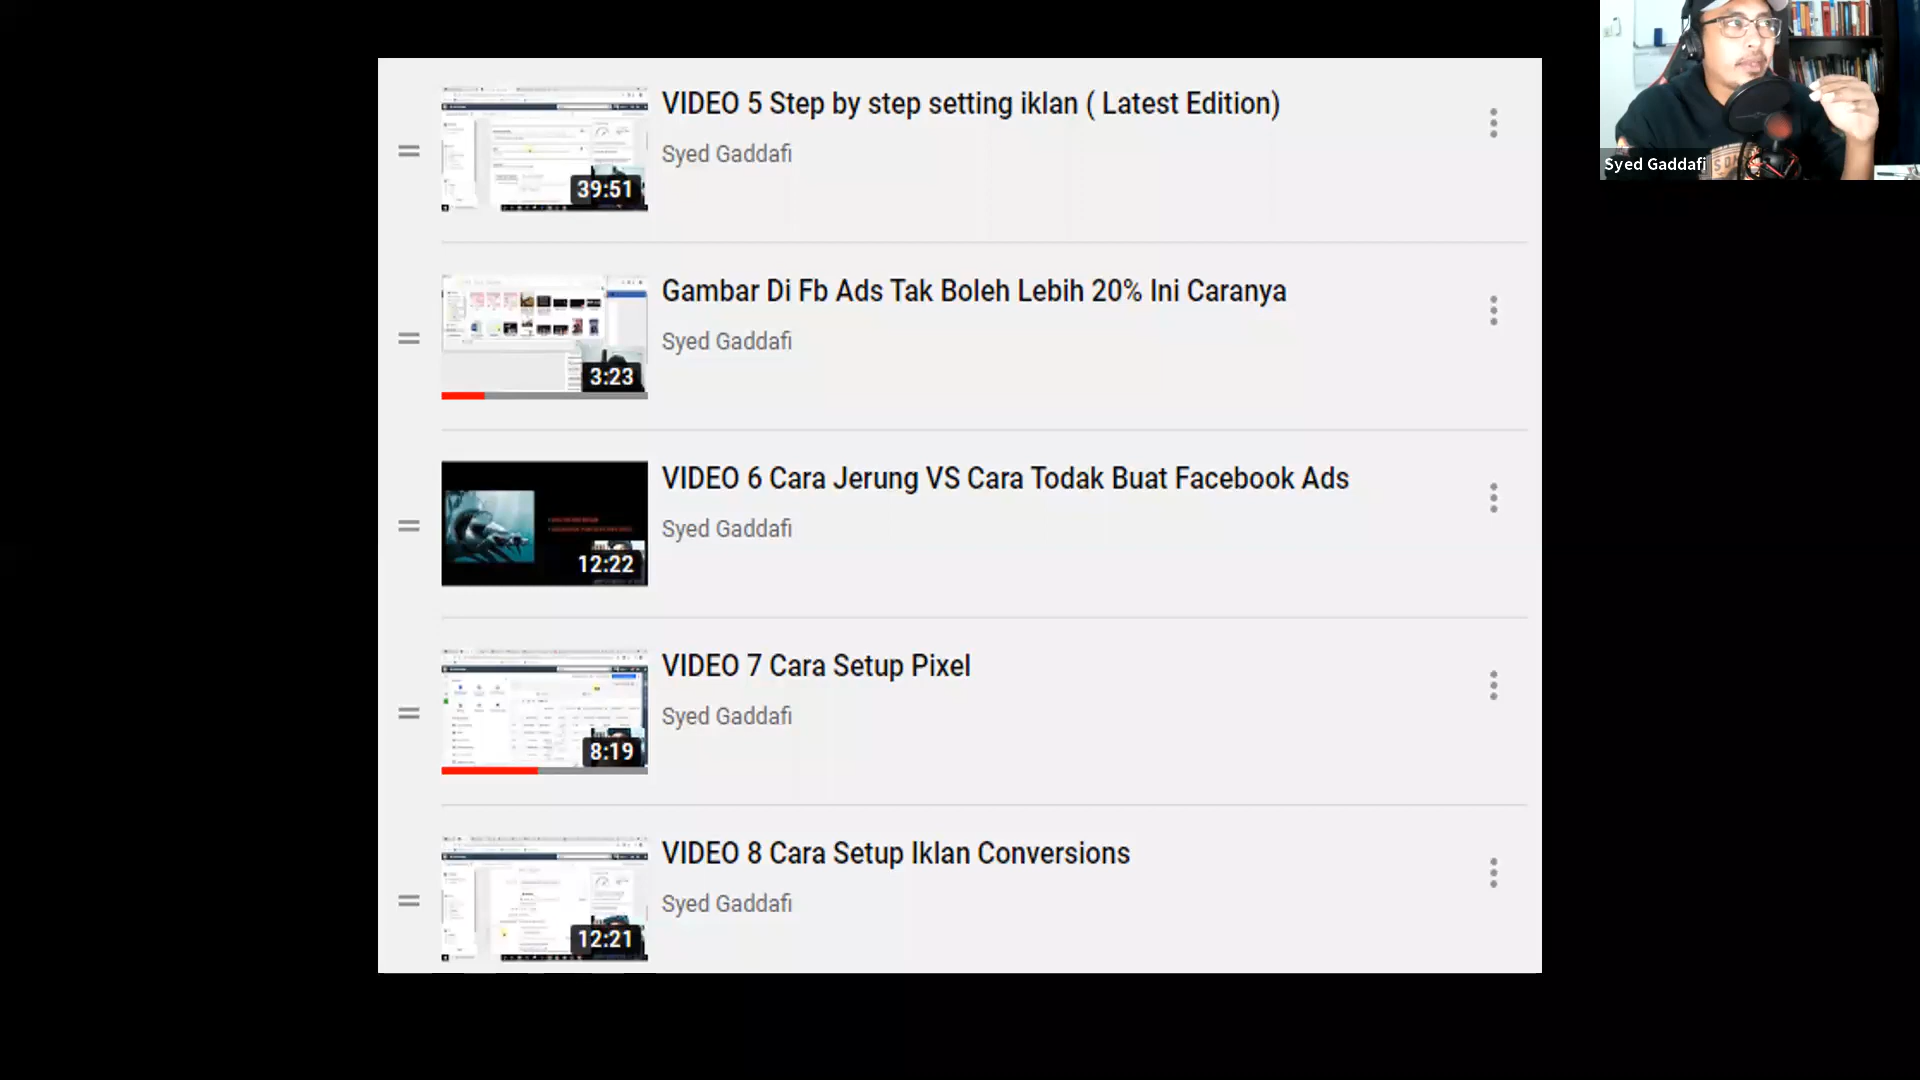 VIDEO 5 Step by step setting iklan ( Latest Edition)
Syed Gaddafi
39:51
Gambar Di Fb Ads Tak Boleh Lebih 20% Ini Caranya
Syed Gaddafi
3:23
VIDEO 6 Cara Jerung VS Cara Todak Buat Facebook Ads
Syed Gaddafi
12:22
VIDEO 7 Cara Setup Pixel
Syed Gaddafi
8:19
VIDEO 8 Cara Setup Iklan Conversions
Syed Gaddafi
12:21
Syed Gaddafi